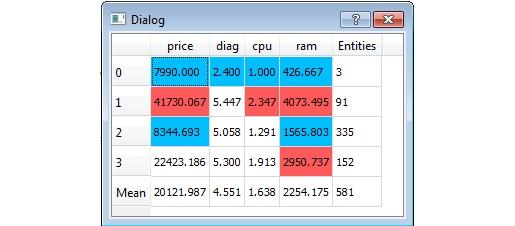 Dialog
price diag cpu ram Entities
0 7990.000 2.400 1.000 426.667 3
1 41730.067 5.447 2.347 4073.495 91
2 8344.693 5.058 1.291 1565.803 335
3 22423.186 5.300 1.913 2950.737 152
Mean 20121.987 4.551 1.638 2254.175 581